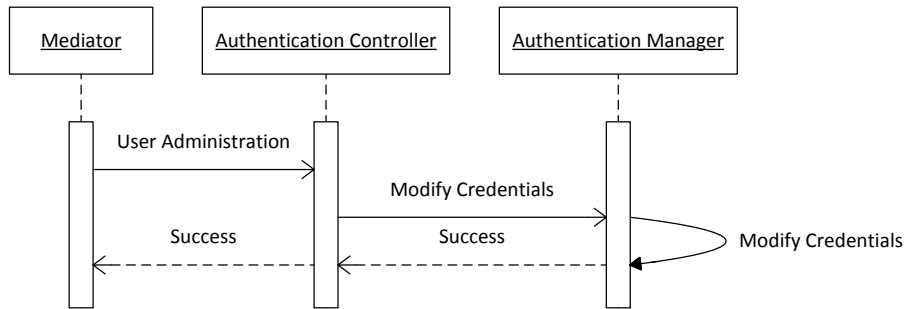 Mediator
Authentication Controller
Authentication Manager
User Administration
Modify Credentials
Success
Success
Modify Credentials